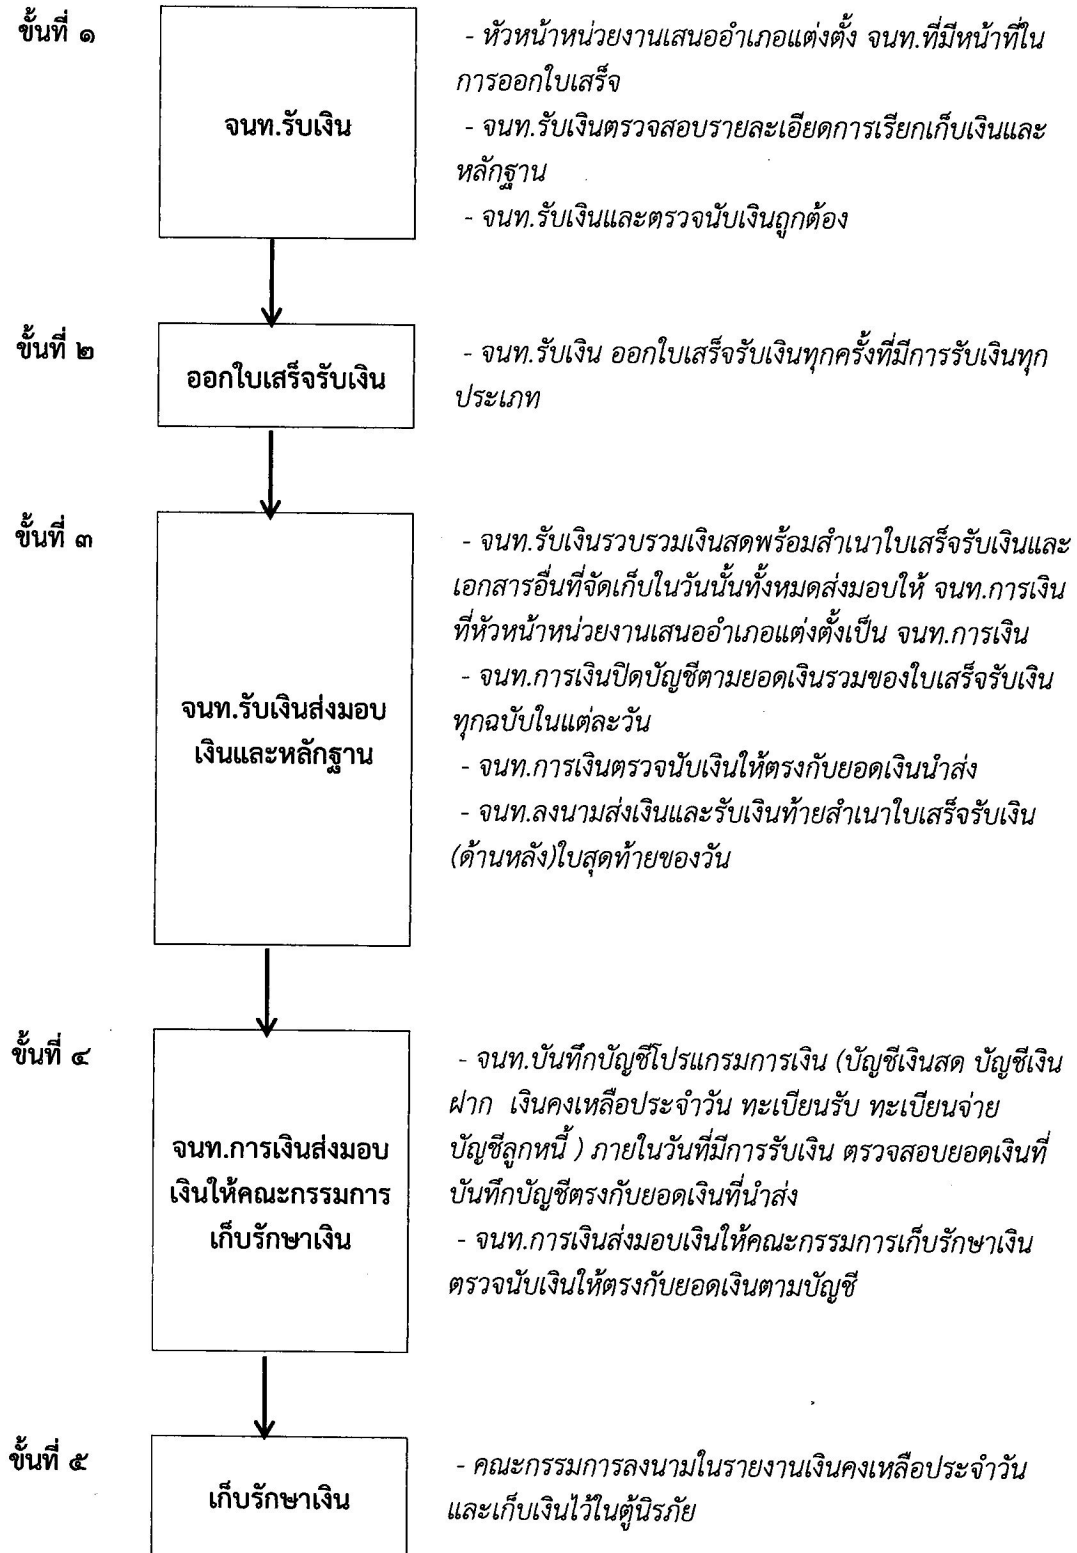 ขั้นที่ ๑
จนท.รับเงิน
- หัวหน้าหน่วยงานเสนออำเภอแต่งตั้ง จนท.ที่มีหน้าที่ใน
การออกใบเสร็จ
- จนท.รับเงินตรวจสอบรายละเอียดการเรียกเก็บเงินและ
หลักฐาน
- จนท.รับเงินและตรวจนับเงินถูกต้อง
ขั้นที่ ๒
ออกใบเสร็จรับเงิน
- จนท.รับเงิน ออกใบเสร็จรับเงินทุกครั้งที่มีการรับเงินทุก
ประเภท
ขั้นที่ ๓
จนท.รับเงินส่งมอบ
เงินและหลักฐาน
- จนท.รับเงินรวบรวมเงินสดพร้อมสำเนาใบเสร็จรับเงินและ
เอกสารอื่นที่จัดเก็บในวันนั้นทั้งหมดส่งมอบให้ จนท.การเงิน
ที่หัวหน้าหน่วยงานเสนออำเภอแต่งตั้งเป็น จนท.การเงิน
- จนท.การเงินปิดบัญชีตามยอดเงินรวมของใบเสร็จรับเงิน
ทุกฉบับในแต่ละวัน
- จนท.การเงินตรวจนับเงินให้ตรงกับยอดเงินนำส่ง
- จนท.ลงนามส่งเงินและรับเงินท้ายสำเนาใบเสร็จรับเงิน
(ด้านหลัง)ใบสุดท้ายของวัน
ขั้นที่ ๔
จนท.การเงินส่งมอบ
เงินให้คณะกรรมการ
เก็บรักษาเงิน
- จนท.บันทึกบัญชีโปรแกรมการเงิน (บัญชีเงินสด บัญชีเงิน
ฝาก เงินคงเหลือประจำวัน ทะเบียนรับ ทะเบียนจ่าย
บัญชีลูกหนี้ ) ภายในวันที่มีการรับเงิน ตรวจสอบยอดเงินที่
บันทึกบัญชีตรงกับยอดเงินที่นำส่ง
- จนท.การเงินส่งมอบเงินให้คณะกรรมการเก็บรักษาเงิน
ตรวจนับเงินให้ตรงกับยอดเงินตามบัญชี
ขั้นที่ ๕
เก็บรักษาเงิน
- คณะกรรมการลงนามในรายงานเงินคงเหลือประจำวัน
และเก็บเงินไว้ในตู้นิรภัย